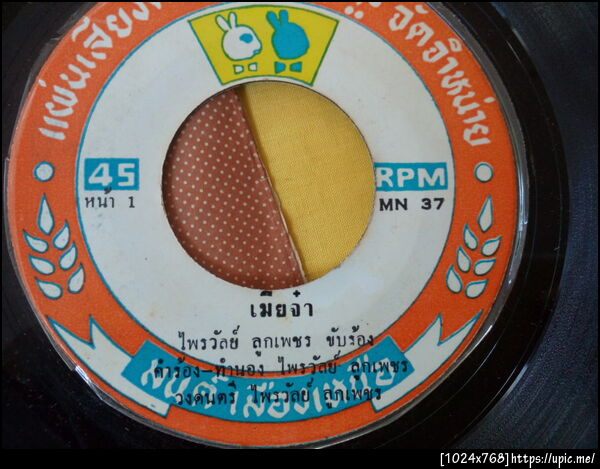 แผ่นเสียง
จัดจำหน่าย
45
RPM
หน้า 1
MN 37
เมียจ๋า
ไพรวัลย์ ลูกเพชร ขับร้อง
คำร้อง-ทำนอง ไพรวัลย์ ลูกเพชร
วงดนตรี ไพรวัลย์ ลูกเพชร
[1024x768]https://upic.me/